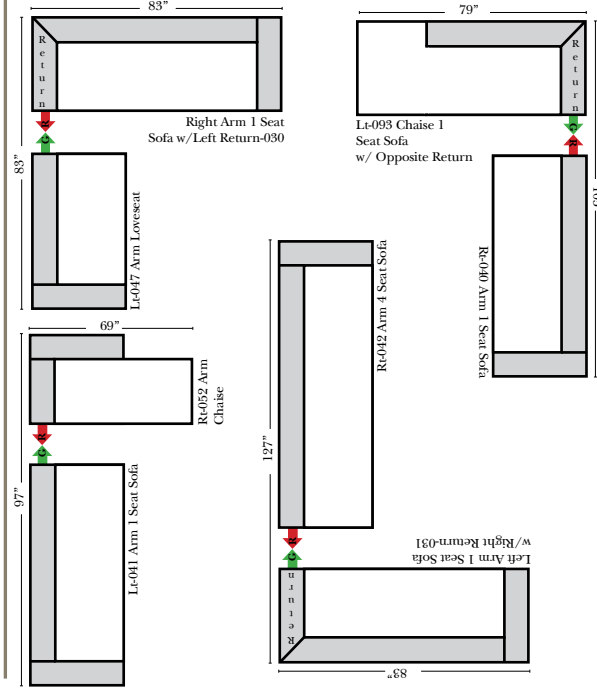 83”
Return
R
G
Right Arm 1 Seat
Sofa w/Left Return-030
83”
Lt-047 Arm Loveseat
79”
Return
Lt-093 Chaise 1
Seat Sofa
w/ Opposite Return
G
R
Rt-040 Arm 1 Seat Sofa
69”
Rt-052 Arm
Chaise
R
G
97”
Lt-041 Arm 1 Seat Sofa
Rt-042 Arm 4 Seat Sofa
127”
R
G
Return
Left Arm 1 Seat Sofa
w/Right Return-031
83”